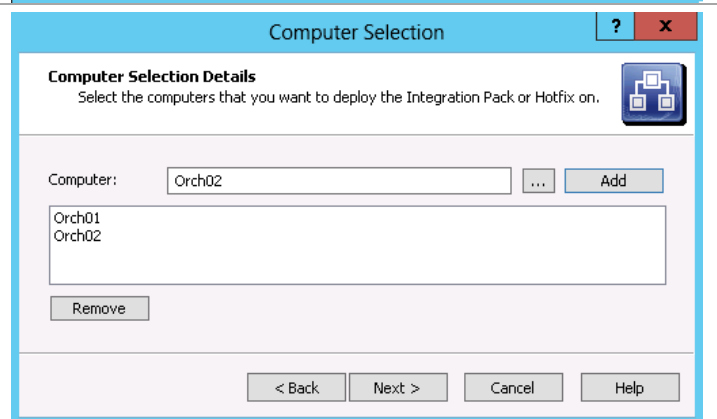 Computer Selection
? x
Computer Selection Details
Select the computers that you want to deploy the Integration Pack or Hotfix on.
Computer: Orch02 ... Add
Orch01
Orch02
Remove
< Back Next > Cancel Help